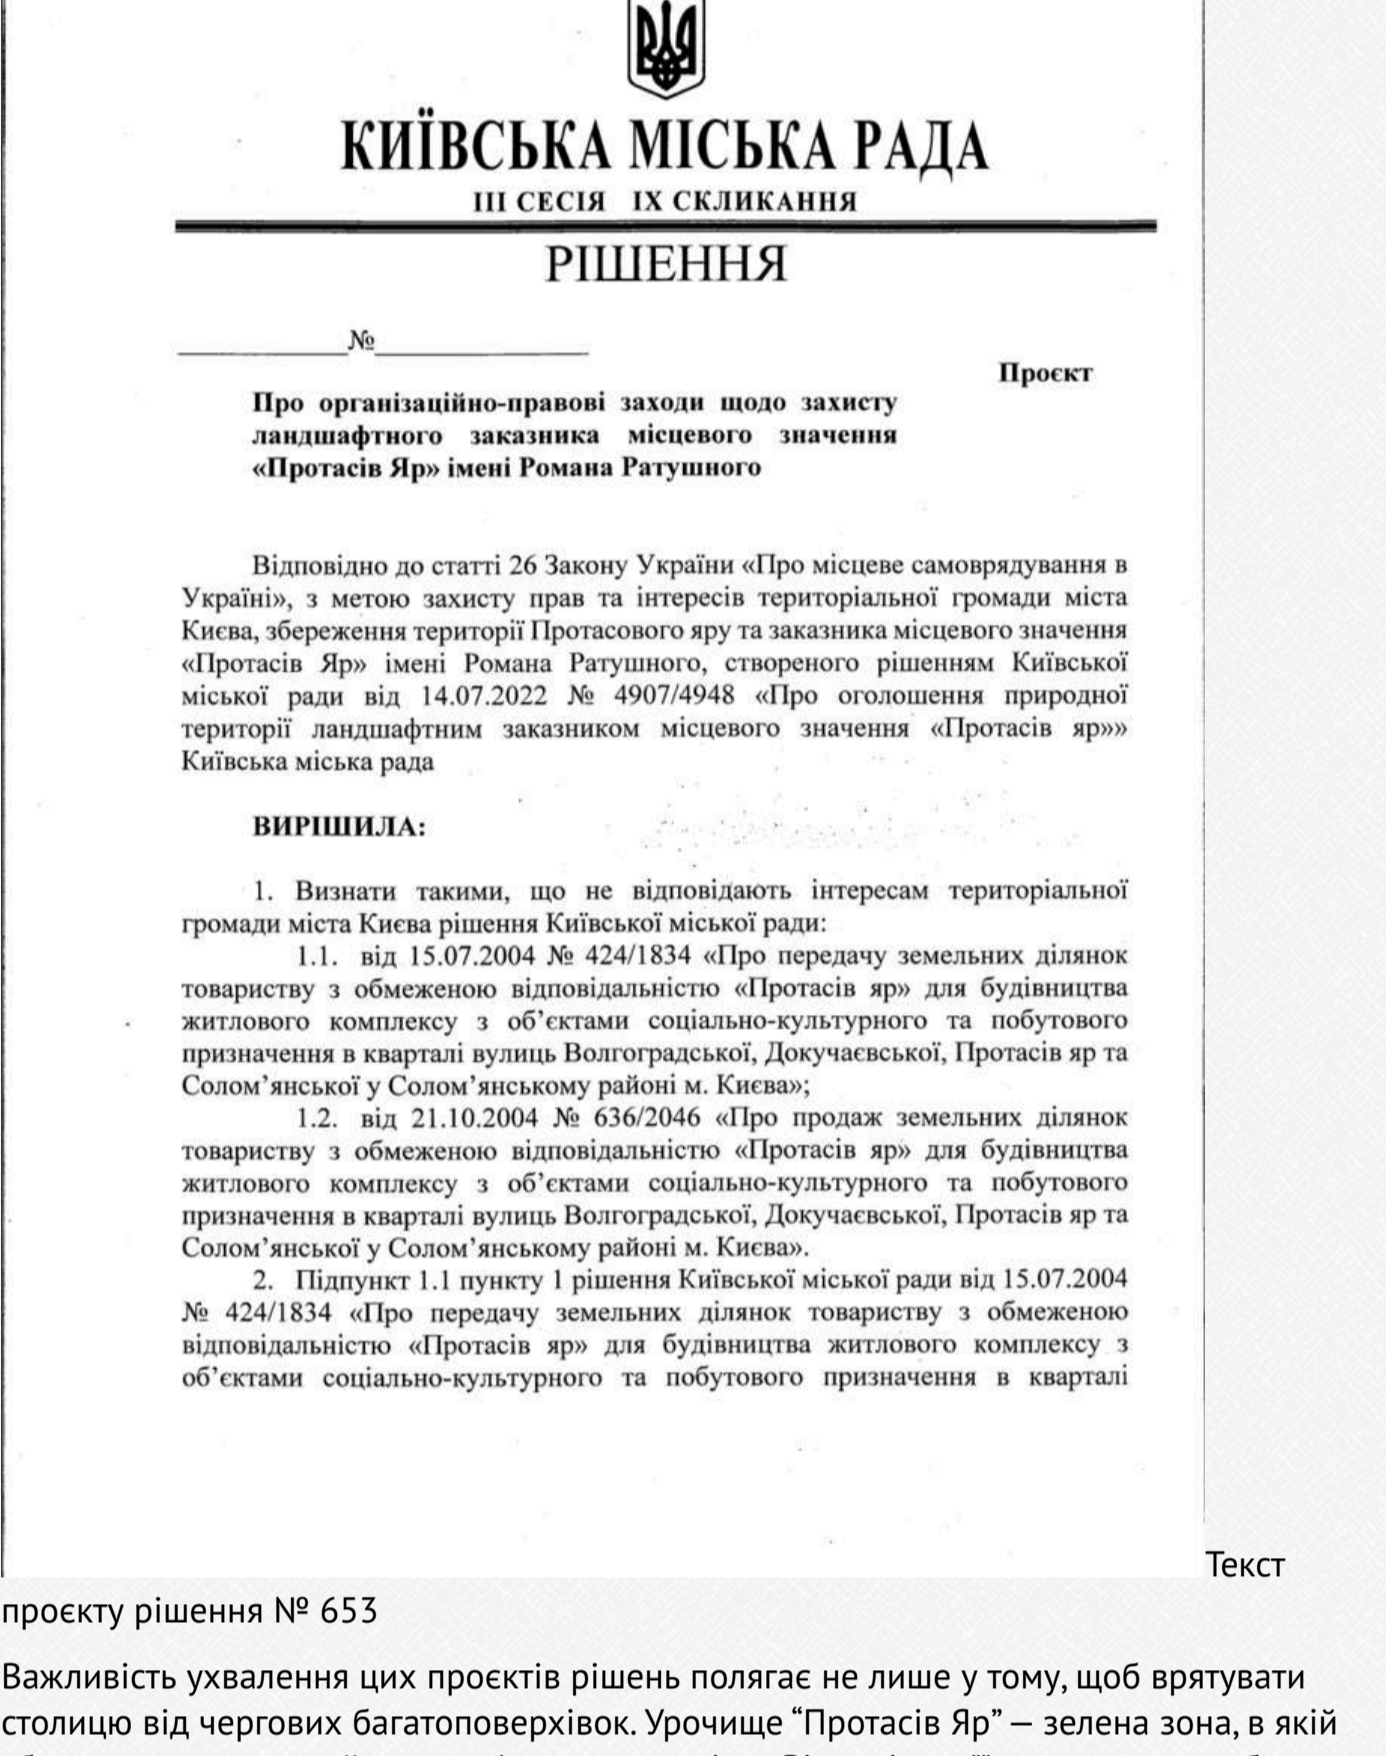 КИЇВСЬКА МІСЬКА РАДА
ІІІ СЕСІЯ ІХ СКЛИКАННЯ
РІШЕННЯ
____________№_______________
Проєкт
Про організаційно-правові заходи щодо захисту
ландшафтного заказника місцевого значення
«Протасів Яр» імені Романа Ратушного
Відповідно до статті 26 Закону України «Про місцеве самоврядування в
Україні», з метою захисту прав та інтересів територіальної громади міста
Києва, збереження території Протасового яру та заказника місцевого значення
«Протасів Яр» імені Романа Ратушного, створеного рішенням Київської
міської ради від 14.07.2022 № 4907/4948 «Про оголошення природної
території ландшафтним заказником місцевого значення «Протасів яр»»
Київська міська рада
ВИРІШИЛА:
1. Визнати такими, що не відповідають інтересам територіальної
громади міста Києва рішення Київської міської ради:
1.1. від 15.07.2004 № 424/1834 «Про передачу земельних ділянок
товариству з обмеженою відповідальністю «Протасів яр» для будівництва
житлового комплексу з об’єктами соціально-культурного та побутового
призначення в кварталі вулиць Волгоградської, Докучаєвської, Протасів яр та
Солом’янської у Солом’янському районі м. Києва»;
1.2. від 21.10.2004 № 636/2046 «Про продаж земельних ділянок
товариству з обмеженою відповідальністю «Протасів яр» для будівництва
житлового комплексу з об’єктами соціально-культурного та побутового
призначення в кварталі вулиць Волгоградської, Докучаєвської, Протасів яр та
Солом’янської у Солом’янському районі м. Києва».
2. Підпункт 1.1 пункту 1 рішення Київської міської ради від 15.07.2004
№ 424/1834 «Про передачу земельних ділянок товариству з обмеженою
відповідальністю «Протасів яр» для будівництва житлового комплексу з
об’єктами соціально-культурного та побутового призначення в кварталі
Текст
проєкту рішення № 653
Важливість ухвалення цих проєктів рішень полягає не лише у тому, щоб врятувати
столицю від чергових багатоповерхівок. Урочище “Протасів Яр” — зелена зона, в якій